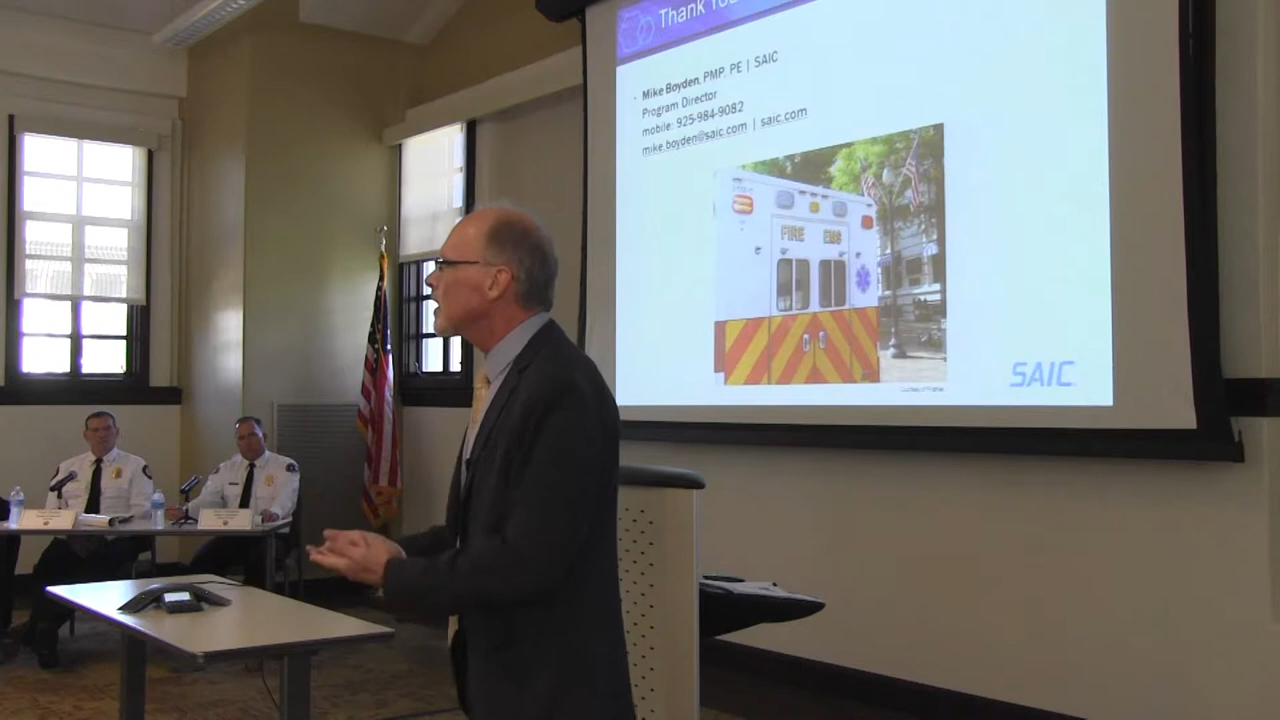 Thank You
· Mike Boyden, PMP, PE | SAIC
Program Director
mobile: 925-984-9082
mike.boyden@saic.com | saic.com
FIRE EMS
SAIC